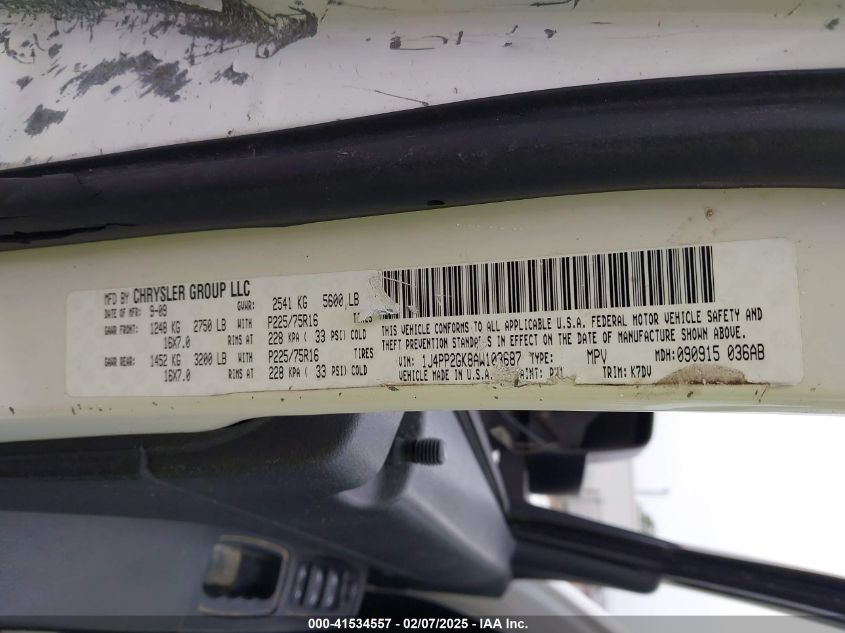 MFD BY CHRYSLER GROUP LLC
DATE OF MFR: 9-09 GVWR: 2541 KG 5600 LB
GAWR FRONT: 1248 KG 2750 LB WITH P225/75R16 TIRES
16X7.0 RIMS AT 228 KPA ( 33 PSI) COLD
GAWR REAR: 1452 KG 3200 LB WITH P225/75R16 TIRES
16X7.0 RIMS AT 228 KPA ( 33 PSI) COLD
THIS VEHICLE CONFORMS TO ALL APPLICABLE U.S.A. FEDERAL MOTOR VEHICLE SAFETY AND
THEFT PREVENTION STANDARDS IN EFFECT ON THE DATE OF MANUFACTURE SHOWN ABOVE.
VIN: 1J4PP2GK8AW103687 TYPE: MPV MDH: 090915 036AB
VEHICLE MADE IN U.S.A. PAINT: TRIM: K7DV
000-41534557 — 02/07/2025 — IAA Inc.